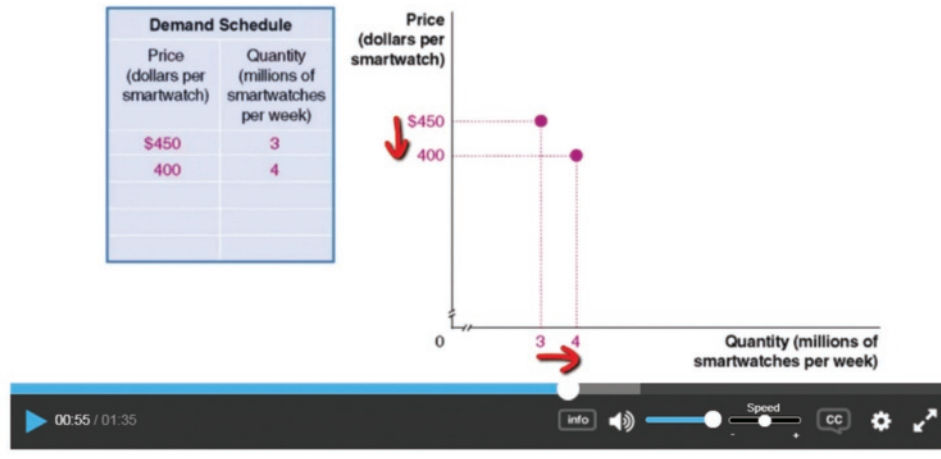 Demand Schedule
Price
(dollars per
smartwatch)
Quantity
(millions of
smartwatches
per week)
$450 3
400 4
Price
(dollars per
smartwatch)
$450
400
0 3 4
Quantity (millions of
smartwatches per week)
00:55 / 01:35
info
Speed
- +
CC